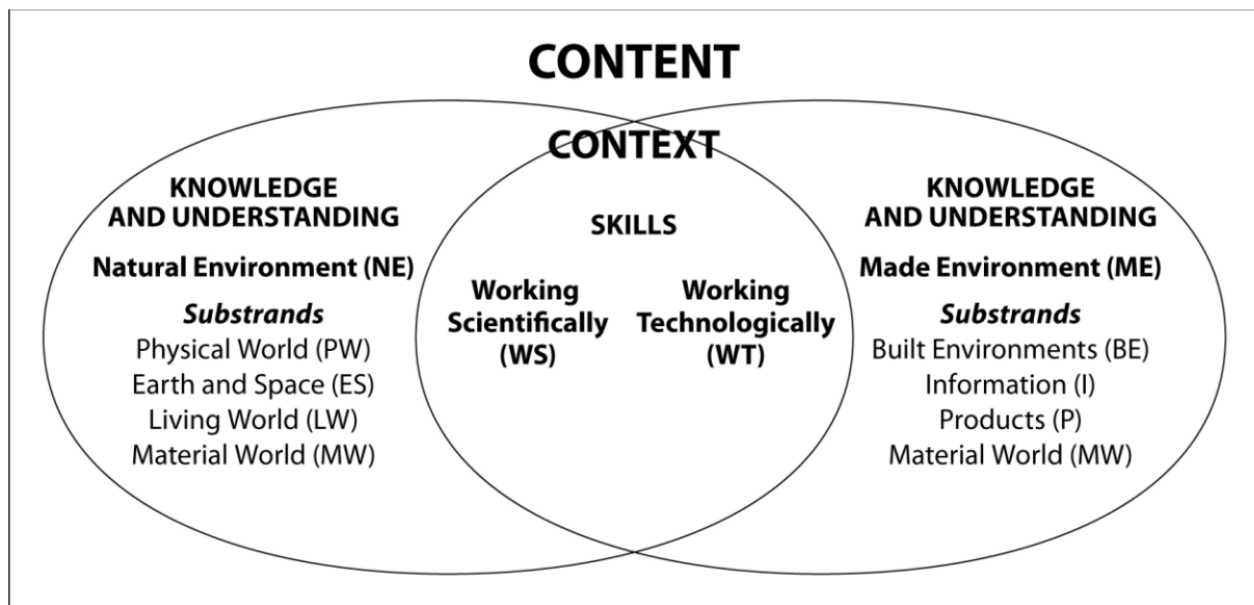 CONTENT
CONTEXT
KNOWLEDGE
AND UNDERSTANDING
Natural Environment (NE)
Substrands
Physical World (PW)
Earth and Space (ES)
Living World (LW)
Material World (MW)
SKILLS
Working
Scientifically
(WS)
Working
Technologically
(WT)
KNOWLEDGE
AND UNDERSTANDING
Made Environment (ME)
Substrands
Built Environments (BE)
Information (I)
Products (P)
Material World (MW)